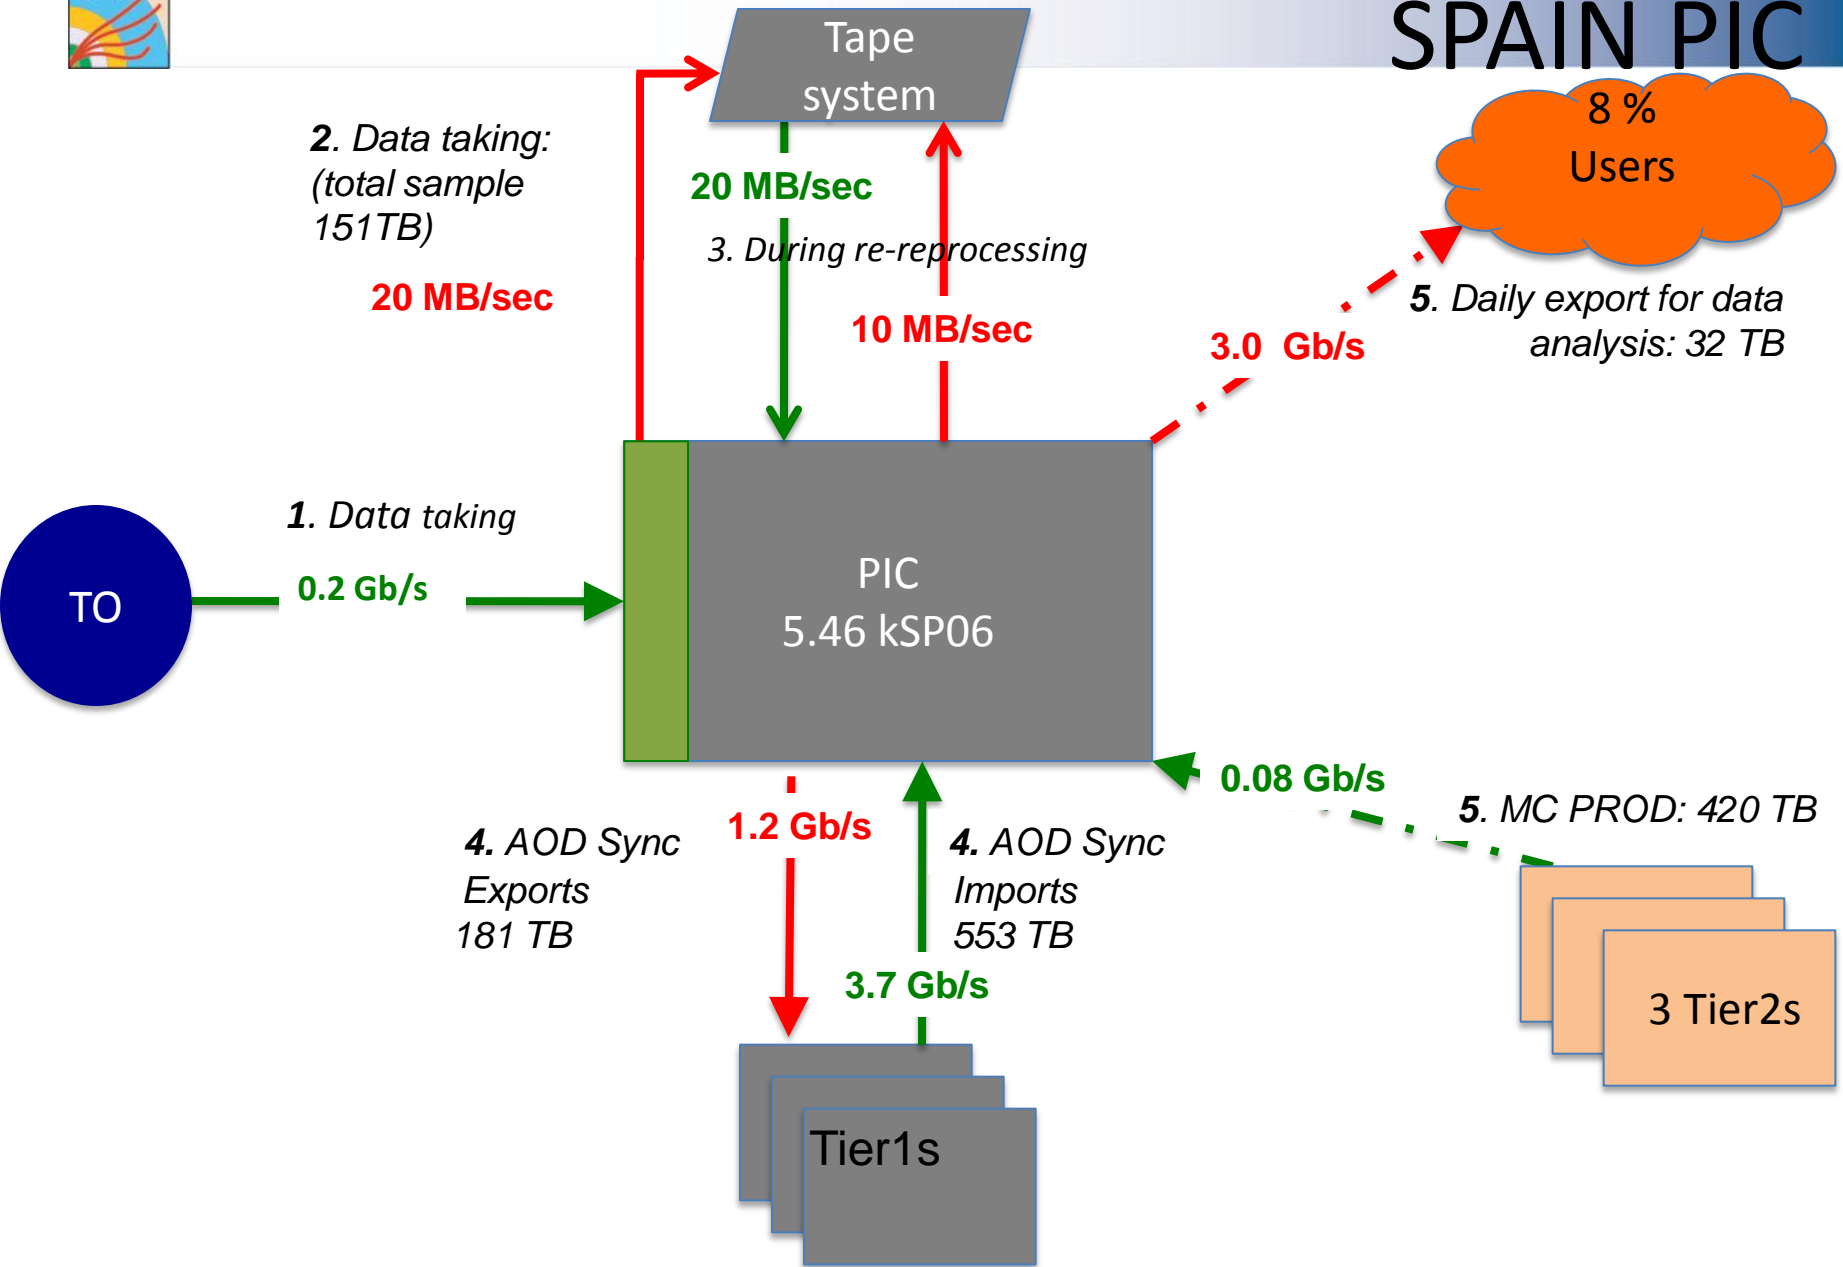 SPAIN PIC
Tape
system
8 %
Users
2. Data taking:
(total sample
151TB)
20 MB/sec
20 MB/sec
3. During re-reprocessing
10 MB/sec
3.0 Gb/s
5. Daily export for data
analysis: 32 TB
1. Data taking
0.2 Gb/s
TO
PIC
5.46 kSP06
0.08 Gb/s
5. MC PROD: 420 TB
4. AOD Sync
Exports
181 TB
1.2 Gb/s
4. AOD Sync
Imports
553 TB
3.7 Gb/s
3 Tier2s
Tier1s